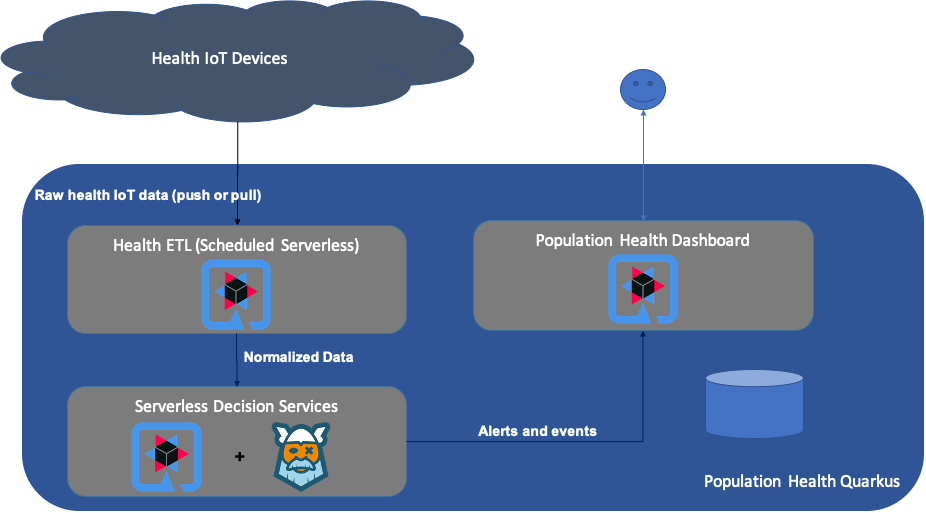 Health IoT Devices
Raw health IoT data (push or pull)
Health ETL (Scheduled Serverless)
Population Health Dashboard
Normalized Data
Serverless Decision Services
+
Alerts and events
Population Health Quarkus